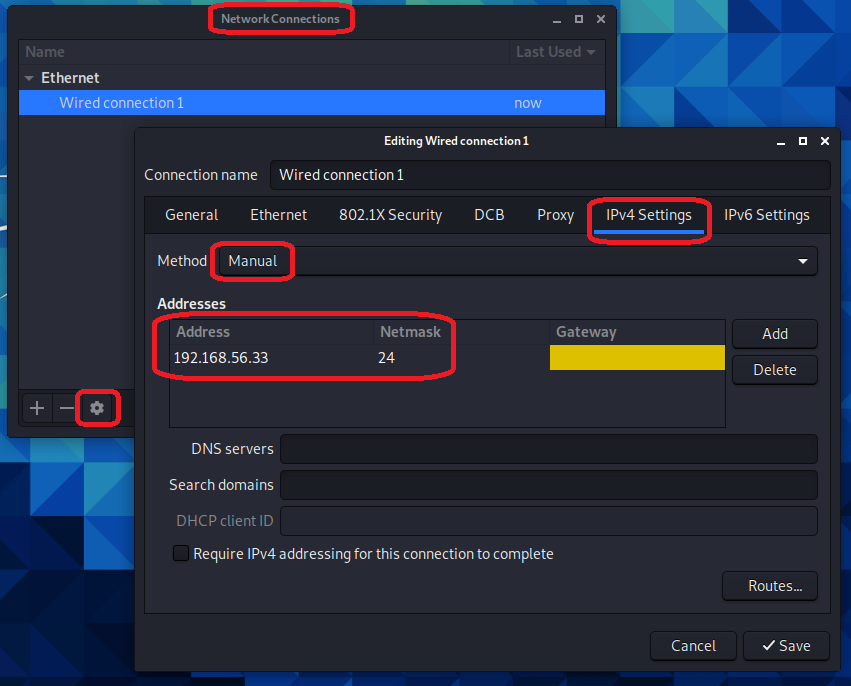 Network Connections
Name Last Used
Ethernet
Wired connection 1 now
Editing Wired connection 1
Connection name Wired connection 1
General Ethernet 802.1X Security DCB Proxy IPv4 Settings IPv6 Settings
Method Manual
Addresses
Address Netmask Gateway
192.168.56.33 24
Add
Delete
DNS servers
Search domains
DHCP client ID
Require IPv4 addressing for this connection to complete
Routes...
Cancel Save